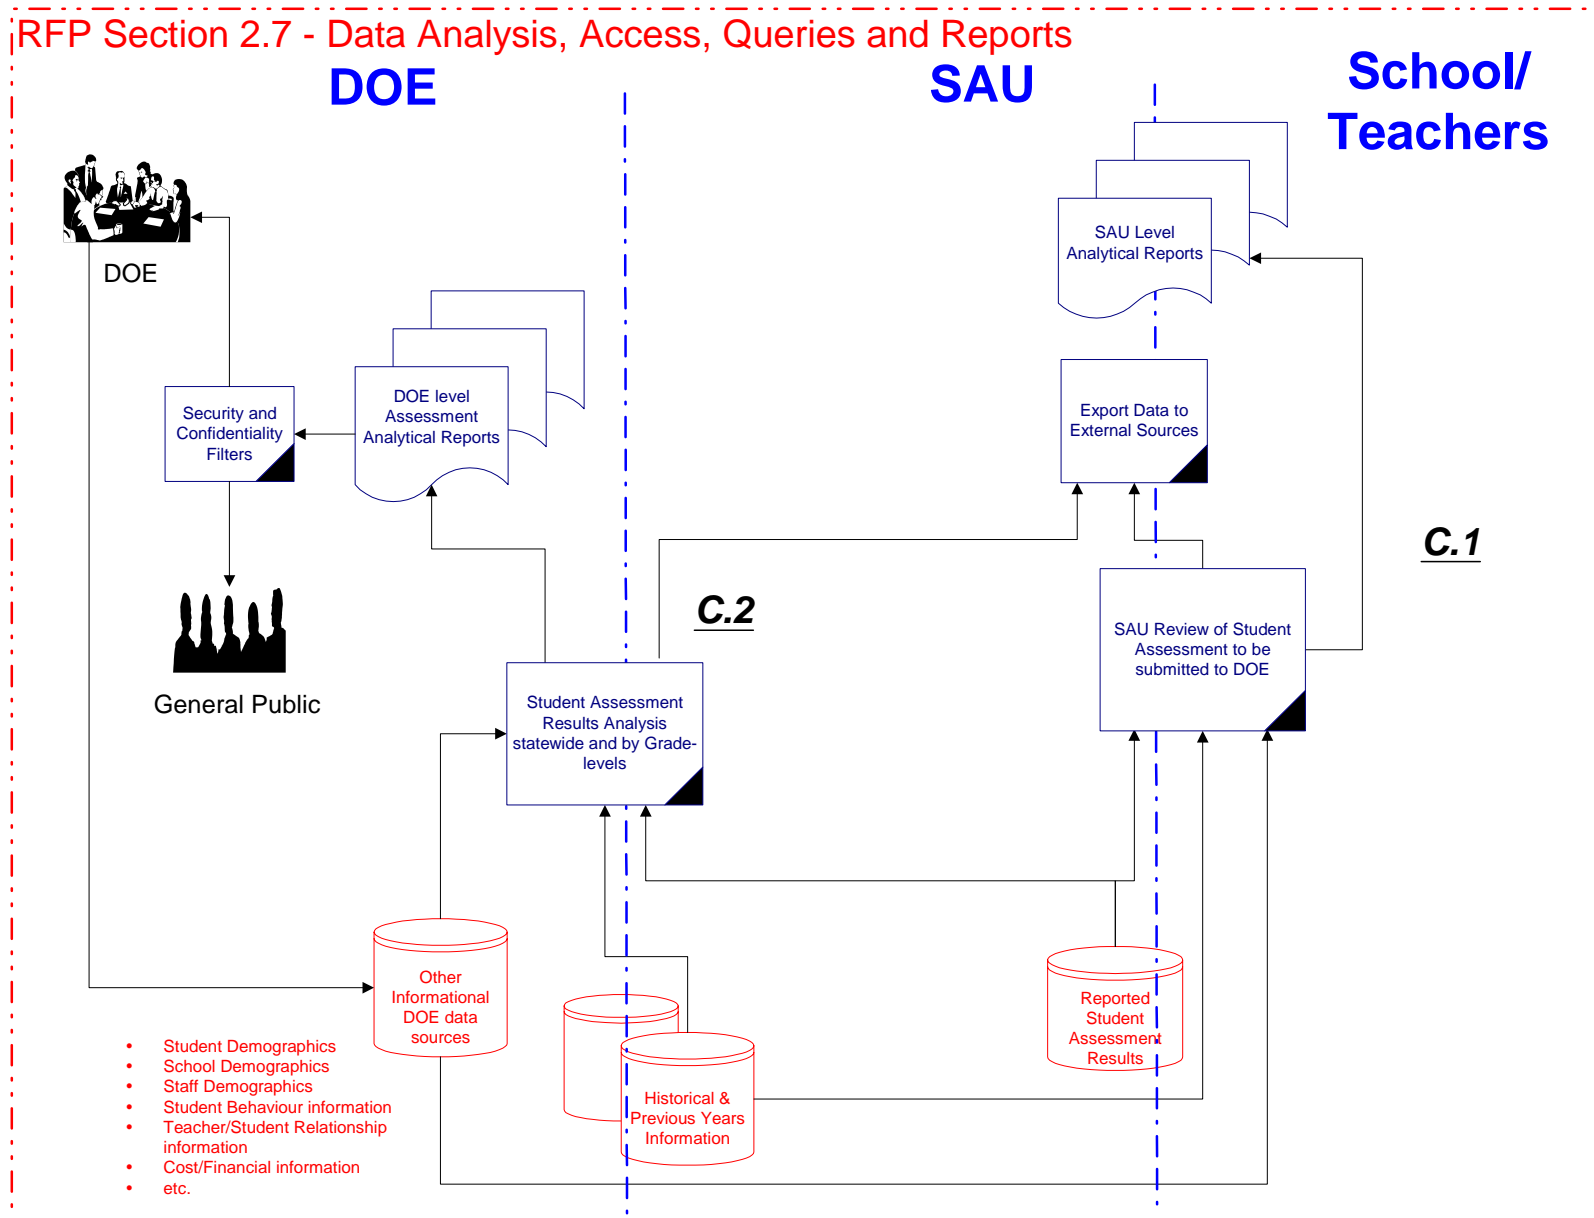 RFP Section 2.7 - Data Analysis, Access, Queries and Reports
DOE
SAU
School/
Teachers
DOE
SAU Level
Analytical Reports
DOE level
Assessment
Analytical Reports
Security and
Confidentiality
Filters
Export Data to
External Sources
C.1
C.2
General Public
SAU Review of Student
Assessment to be
submitted to DOE
Student Assessment
Results Analysis
statewide and by Grade-
levels
Other
Informational
DOE data
sources
Reported
Student
Assessment
Results
Historical &
Previous Years
Information
• Student Demographics
• School Demographics
• Staff Demographics
• Student Behaviour information
• Teacher/Student Relationship
information
• Cost/Financial information
• etc.